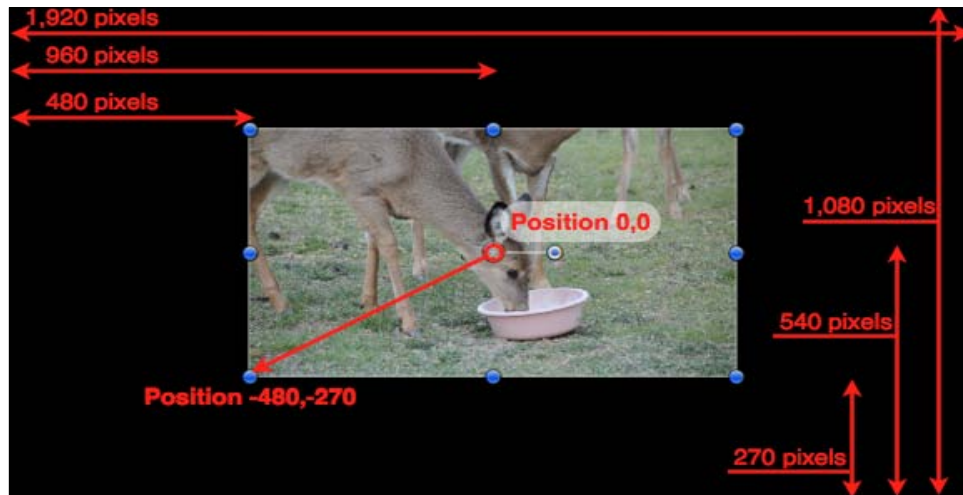 1,920 pixels
960 pixels
480 pixels
Position 0,0
1,080 pixels
540 pixels
Position -480,-270
270 pixels